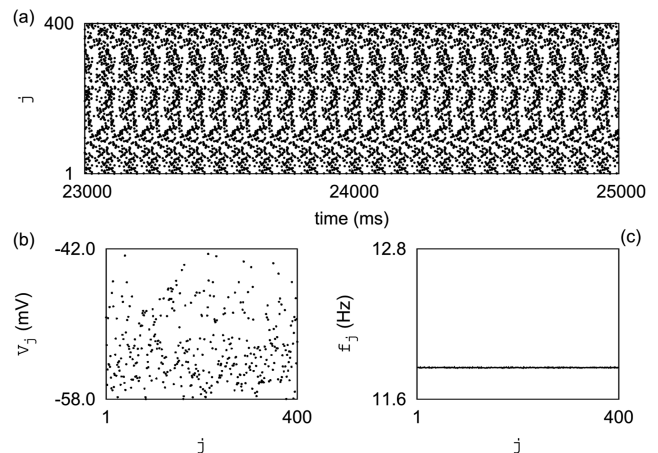 (a)
400
j
1
23000
24000
25000
time (ms)
(b)
-42.0
V_j (mV)
-58.0
1
400
j
(c)
12.8
f_j (Hz)
11.6
1
400
j